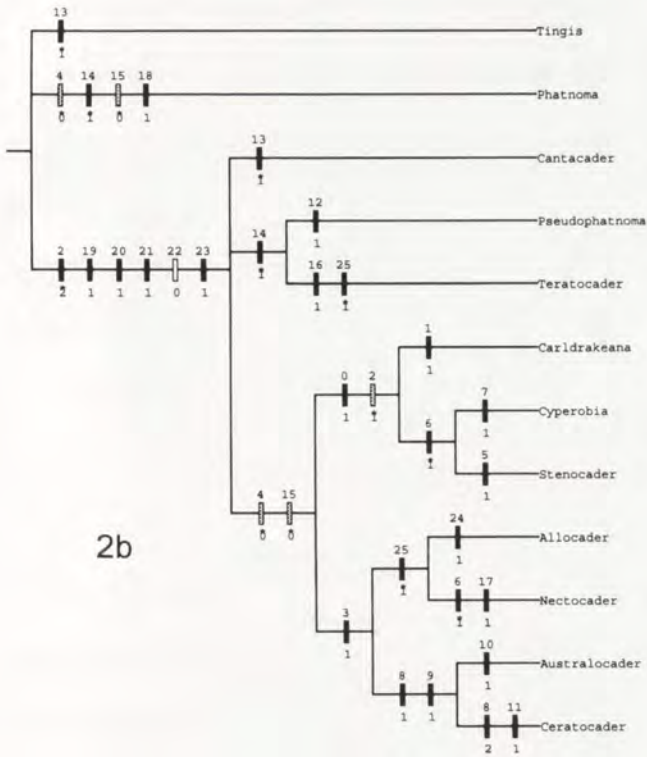 13
Tingis
1
4 14 15 18
Phatnoma
0 1 0 1
13
Cantacader
1
12
Pseudophatnoma
14
1
1
16 25
Teratocader
2 19 20 21 22 23
2 1 1 1 0 1
1 1
1
Carldrakeana
1
0 2
1 1
7
Cyperobia
1
6
1
5
Stenocader
1
4 15
0 0
2b
24
Allocader
1
25
1
6 17
Nectocader
1 1
3
1
10
Australocader
1
8 9
1 1
8 11
Ceratocader
2 1